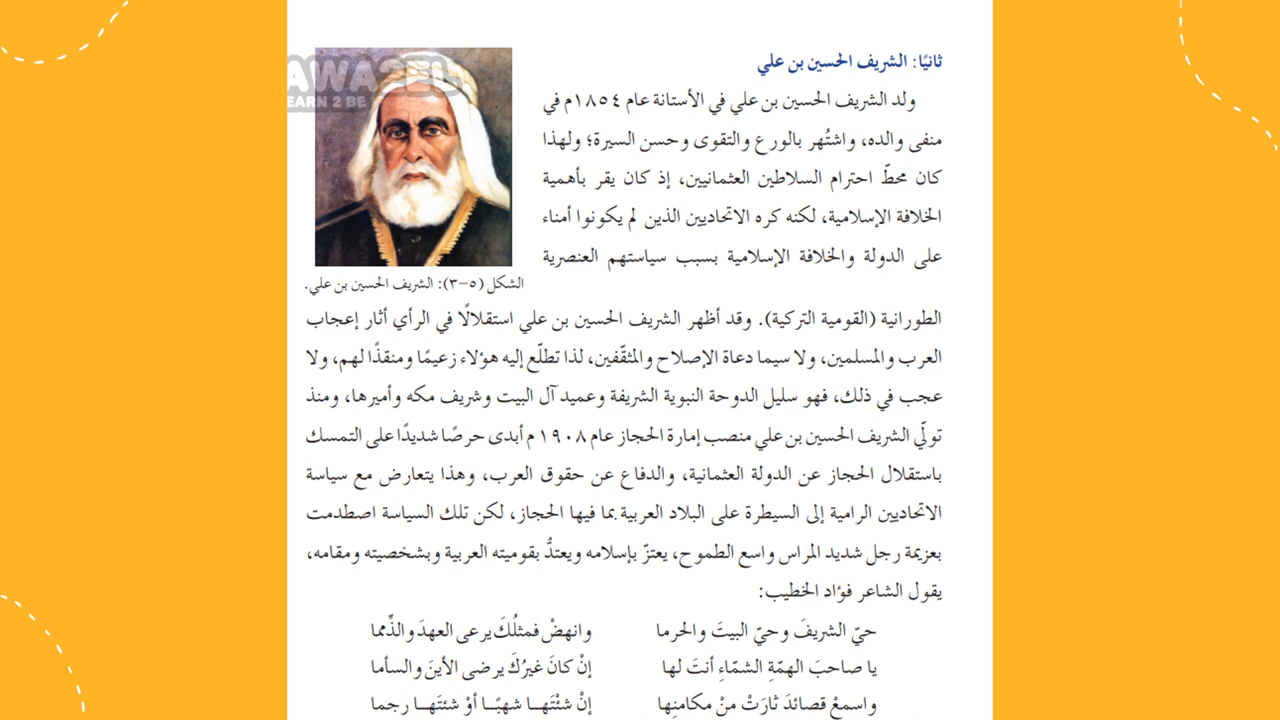 ثانيًا: الشريف الحسين بن علي
AWA2EL
LEARN 2 BE
ولد الشريف الحسين بن علي في الأستانة عام ١٨٥٤م في
منفى والده، واشتُهر بالورع والتقوى وحسن السيرة؛ ولهذا
كان محطّ احترام السلاطين العثمانيين، إذ كان يقر بأهمية
الخلافة الإسلامية، لكنه كره الاتحاديين الذين لم يكونوا أمناء
على الدولة والخلافة الإسلامية بسبب سياستهم العنصرية
الشكل (٥-٣): الشريف الحسين بن علي.
الطورانية (القومية التركية). وقد أظهر الشريف الحسين بن علي استقلالًا في الرأي أثار إعجاب
العرب والمسلمين، ولا سيما دعاة الإصلاح والمثقّفين، لذا تطلّع إليه هؤلاء زعيمًا ومنقذًا لهم، ولا
عجب في ذلك، فهو سليل الدوحة النبوية الشريفة وعميد آل البيت وشريف مكه وأميرها، ومنذ
تولّي الشريف الحسين بن علي منصب إمارة الحجاز عام ١٩٠٨م أبدى حرصًا شديدًا على التمسك
باستقلال الحجاز عن الدولة العثمانية، والدفاع عن حقوق العرب، وهذا يتعارض مع سياسة
الاتحاديين الرامية إلى السيطرة على البلاد العربية بما فيها الحجاز، لكن تلك السياسة اصطدمت
بعزيمة رجل شديد المراس واسع الطموح، يعتزّ بإسلامه ويعتدُّ بقوميته العربية وبشخصيته ومقامه،
يقول الشاعر فؤاد الخطيب:
حيّ الشريفَ وحيّ البيتَ والحرما وانهضْ فمثلُكَ يرعى العهدَ والذِّمما
يا صاحبَ الهمّةِ الشمّاءِ أنتَ لها إنْ كانَ غيرُكَ يرضى الأينَ والسأما
واسمعْ قصائدَ ثارَتْ منْ مكامنِها إنْ شئْتَهــا شهبًــا أوْ شئتَهــا رجما